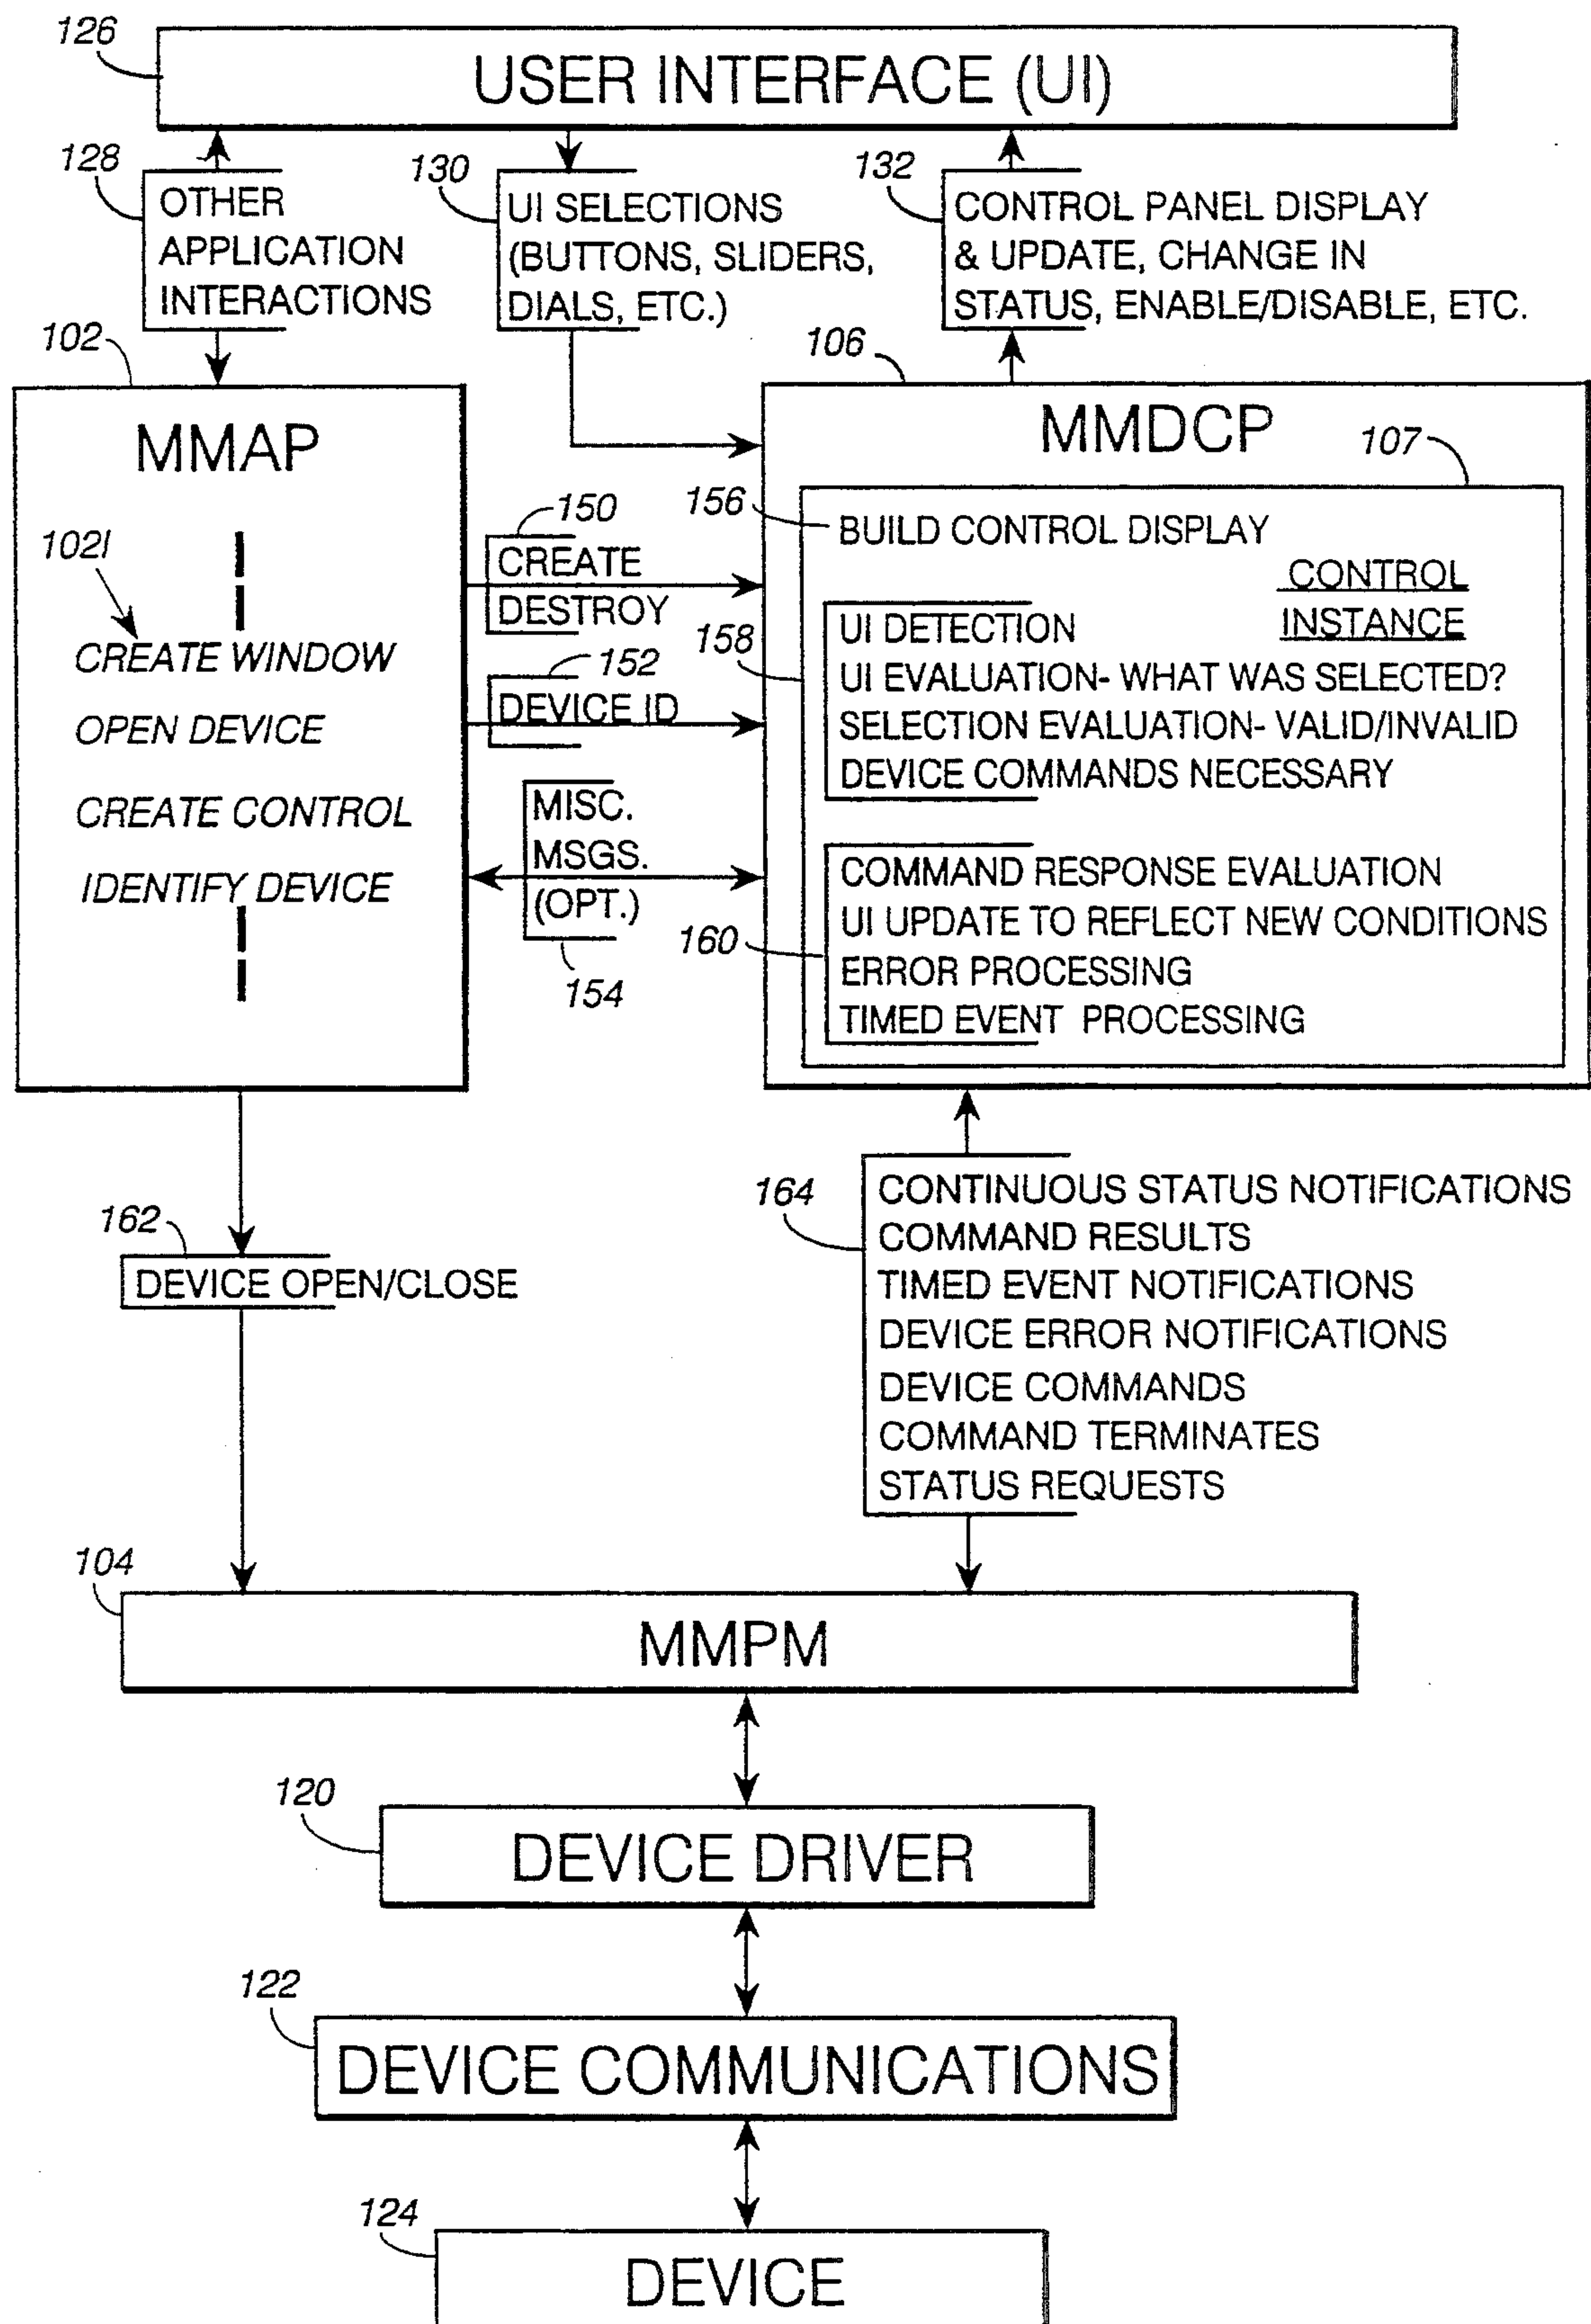 126
USER INTERFACE (UI)
128
OTHER
APPLICATION
INTERACTIONS
130
UI SELECTIONS
(BUTTONS, SLIDERS,
DIALS, ETC.)
132
CONTROL PANEL DISPLAY
& UPDATE, CHANGE IN
STATUS, ENABLE/DISABLE, ETC.
102
MMAP
102I
CREATE WINDOW
OPEN DEVICE
CREATE CONTROL
IDENTIFY DEVICE
150
CREATE
DESTROY
152
DEVICE ID
MISC.
MSGS.
(OPT.)
154
106
MMDCP
107
156
BUILD CONTROL DISPLAY
CONTROL
INSTANCE
158
UI DETECTION
UI EVALUATION- WHAT WAS SELECTED?
SELECTION EVALUATION- VALID/INVALID
DEVICE COMMANDS NECESSARY
160
COMMAND RESPONSE EVALUATION
UI UPDATE TO REFLECT NEW CONDITIONS
ERROR PROCESSING
TIMED EVENT PROCESSING
162
DEVICE OPEN/CLOSE
164
CONTINUOUS STATUS NOTIFICATIONS
COMMAND RESULTS
TIMED EVENT NOTIFICATIONS
DEVICE ERROR NOTIFICATIONS
DEVICE COMMANDS
COMMAND TERMINATES
STATUS REQUESTS
104
MMPM
120
DEVICE DRIVER
122
DEVICE COMMUNICATIONS
124
DEVICE